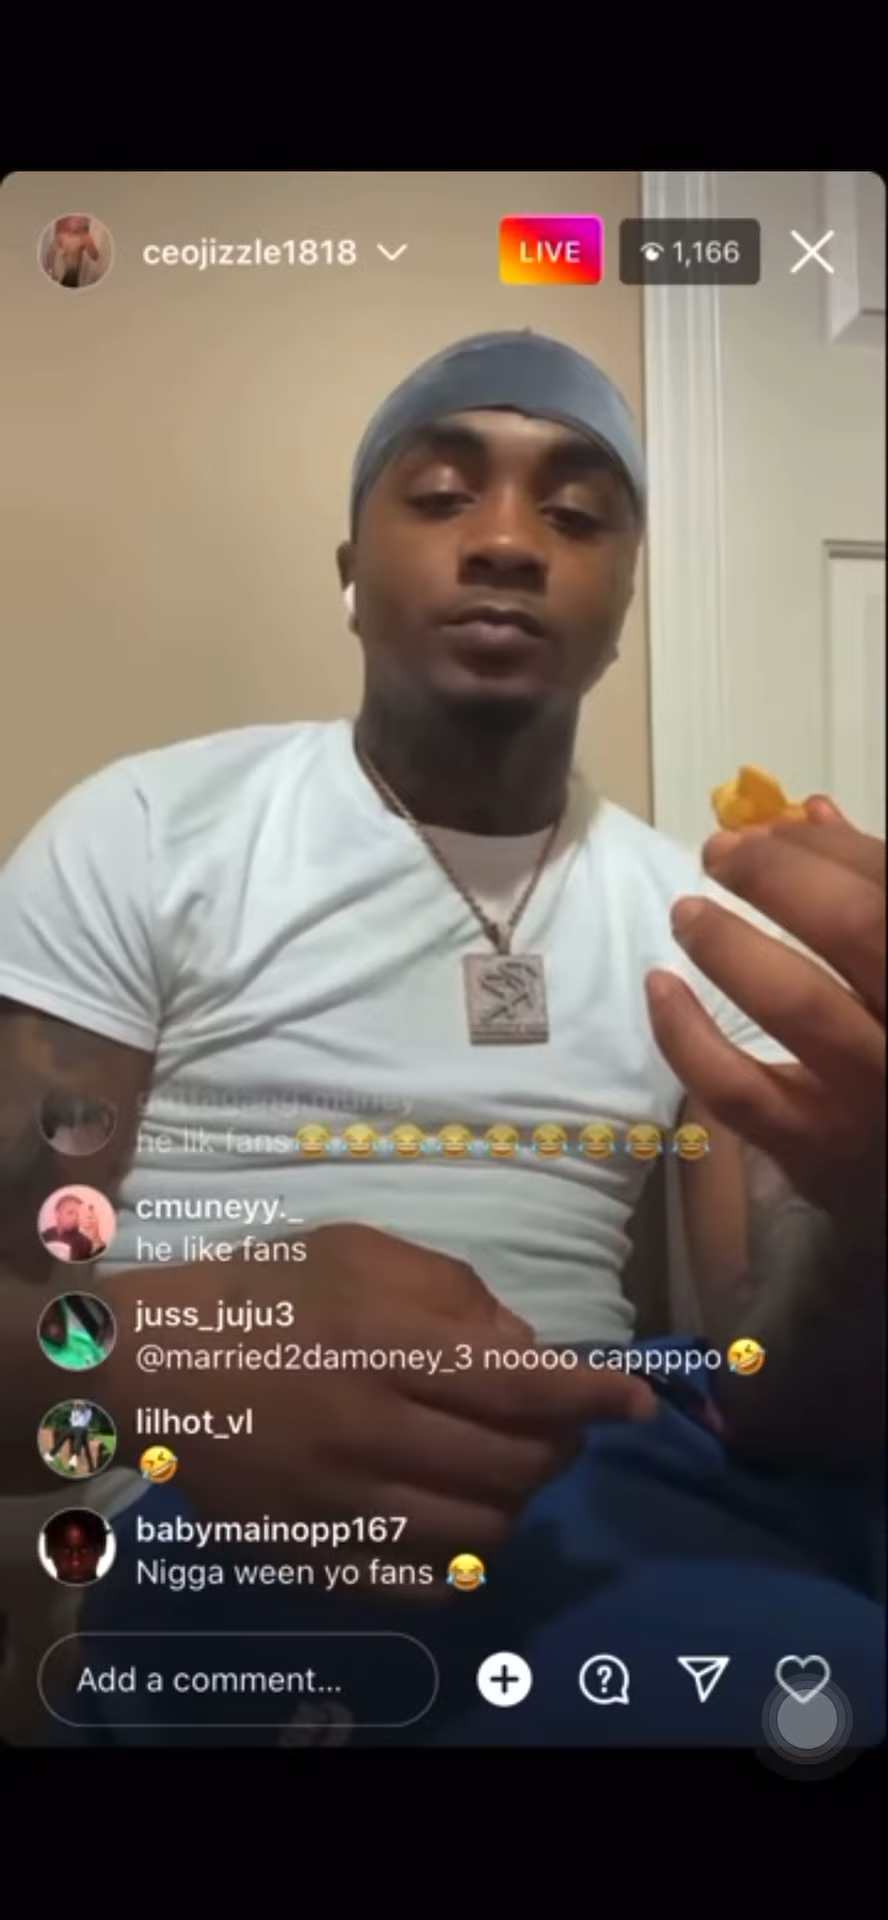 ceojizzle1818
LIVE
1,166
he lik fans😂😂😂😂😂😂😂😂😂
cmuneyy._
he like fans
juss_juju3
@married2damoney_3 noooo cappppo🤣
lilhot_vl
🤣
babymainopp167
Nigga ween yo fans 😂
Add a comment...